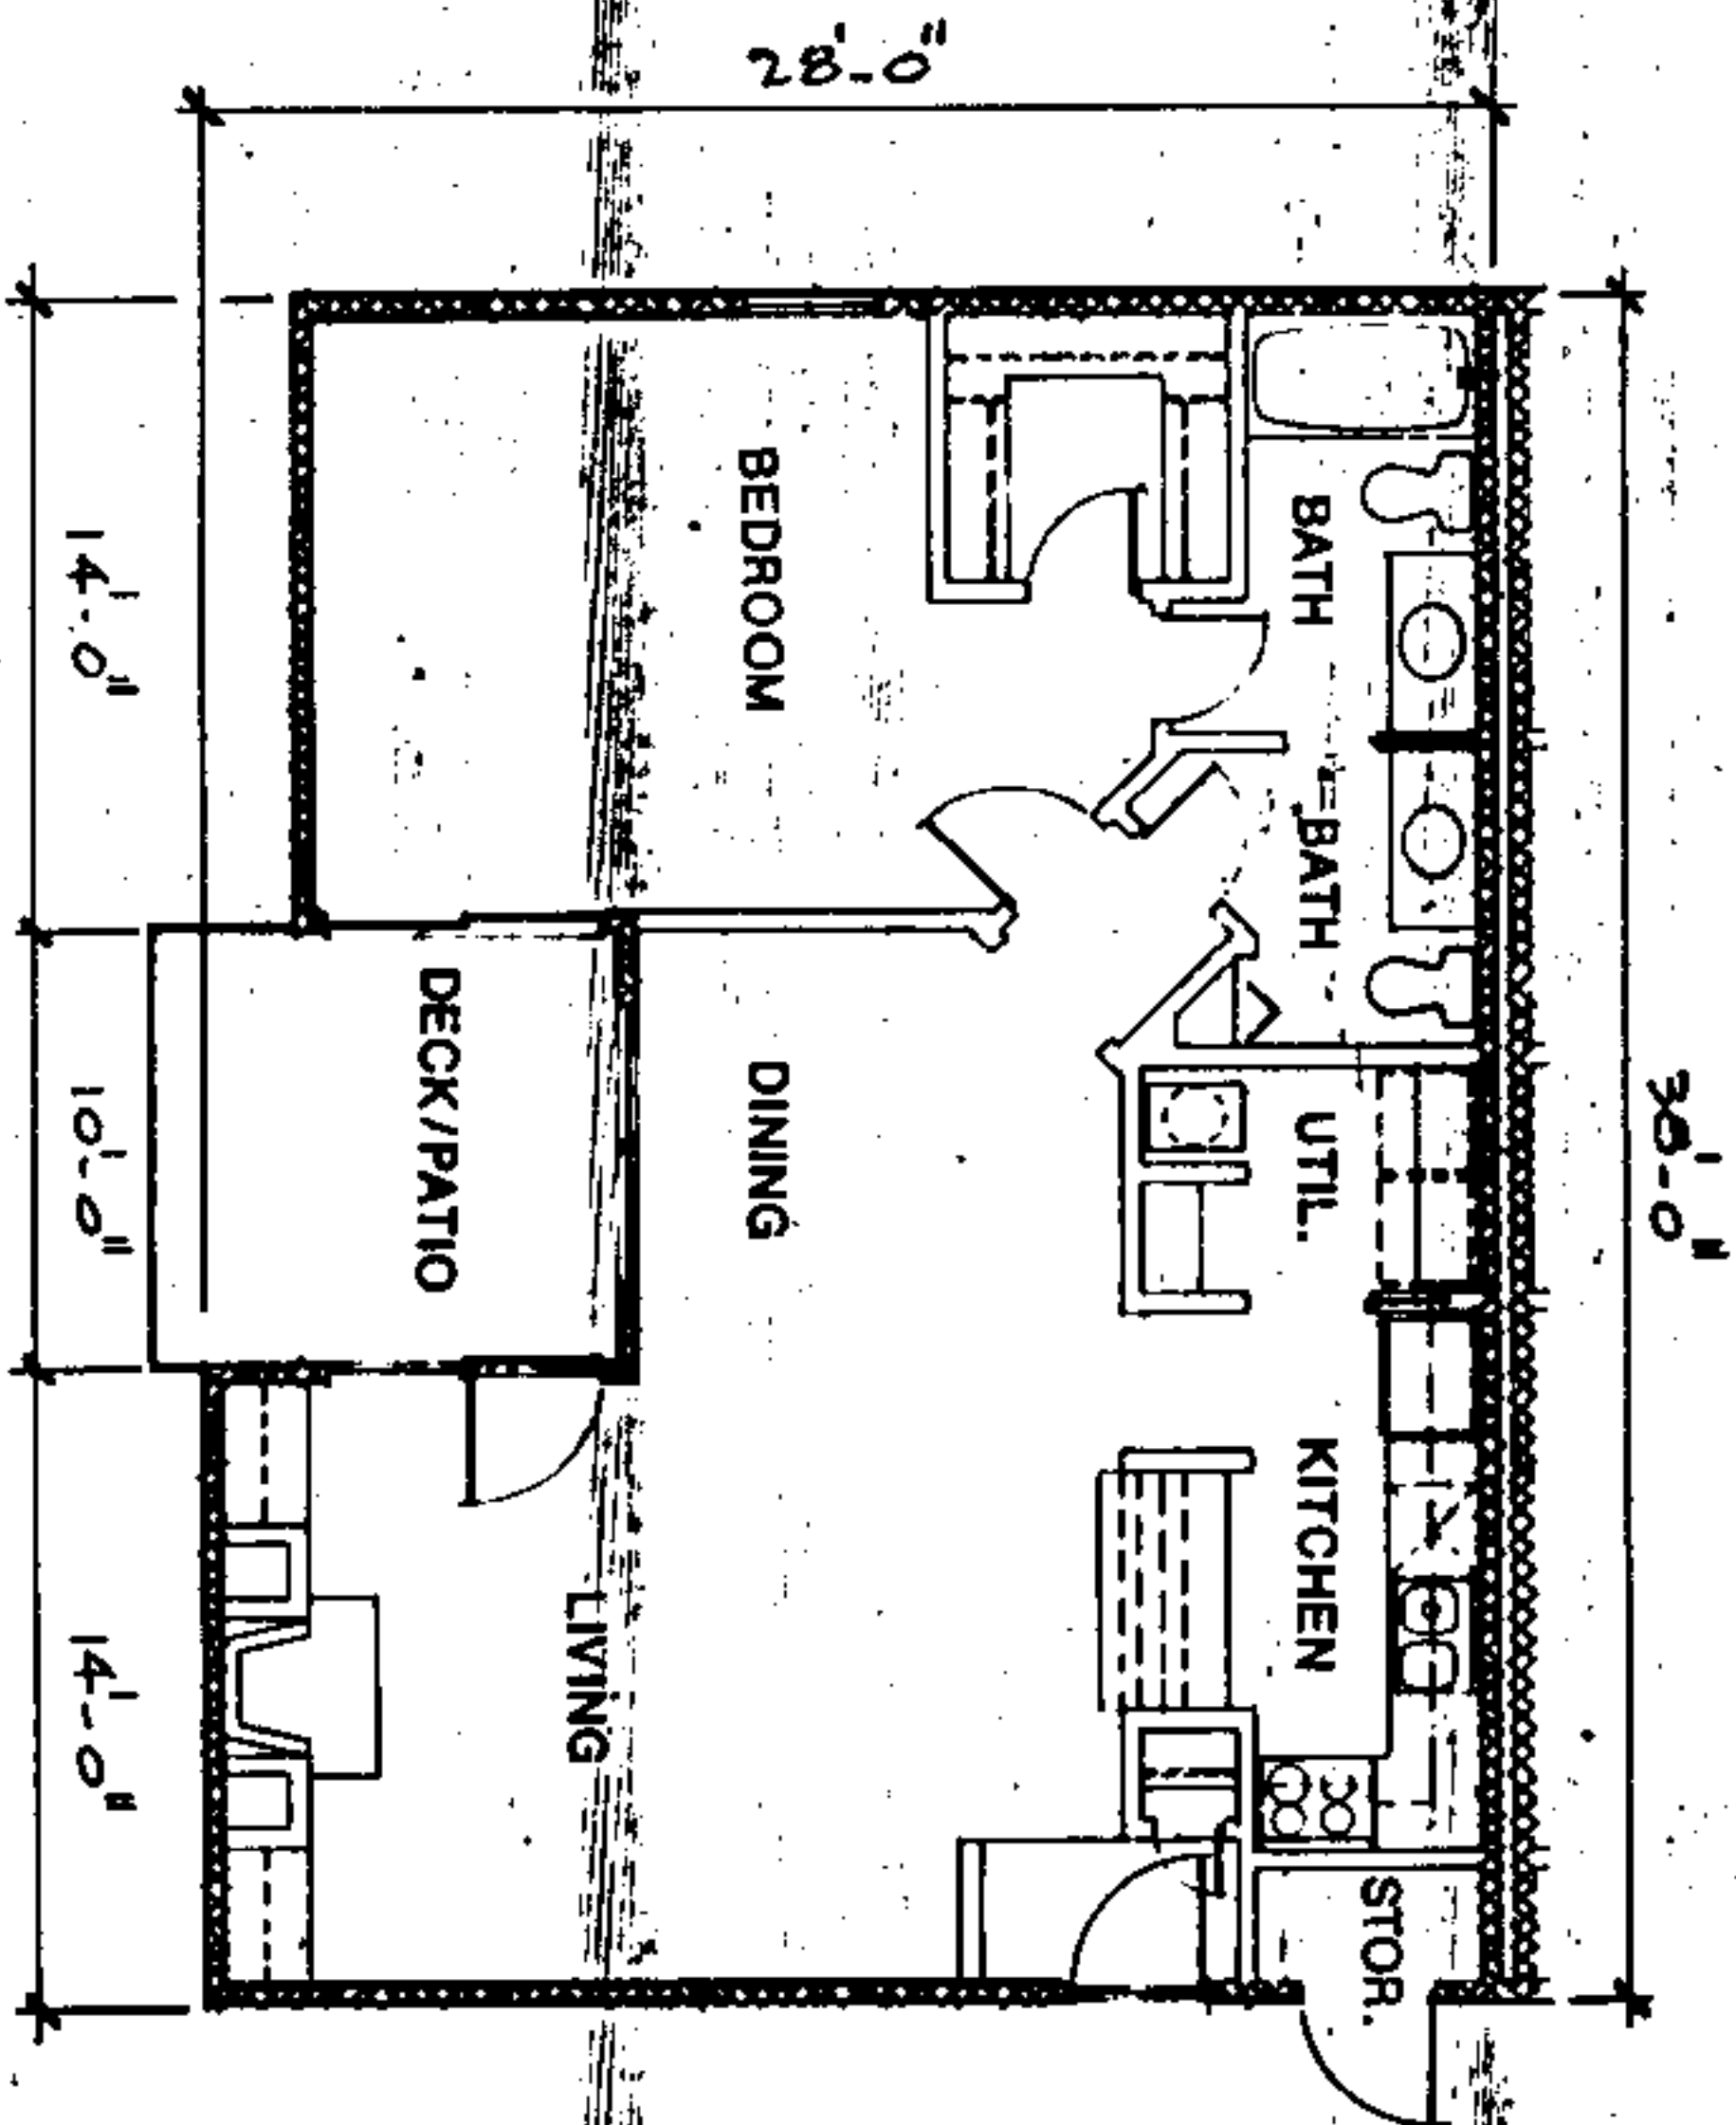 28'-0"
BEDROOM
BATH
BATH
14'-0"
DECK/PATIO
DINING
UTIL.
10'-0"
38'-0"
KITCHEN
LIVING
14'-0"
STOR.